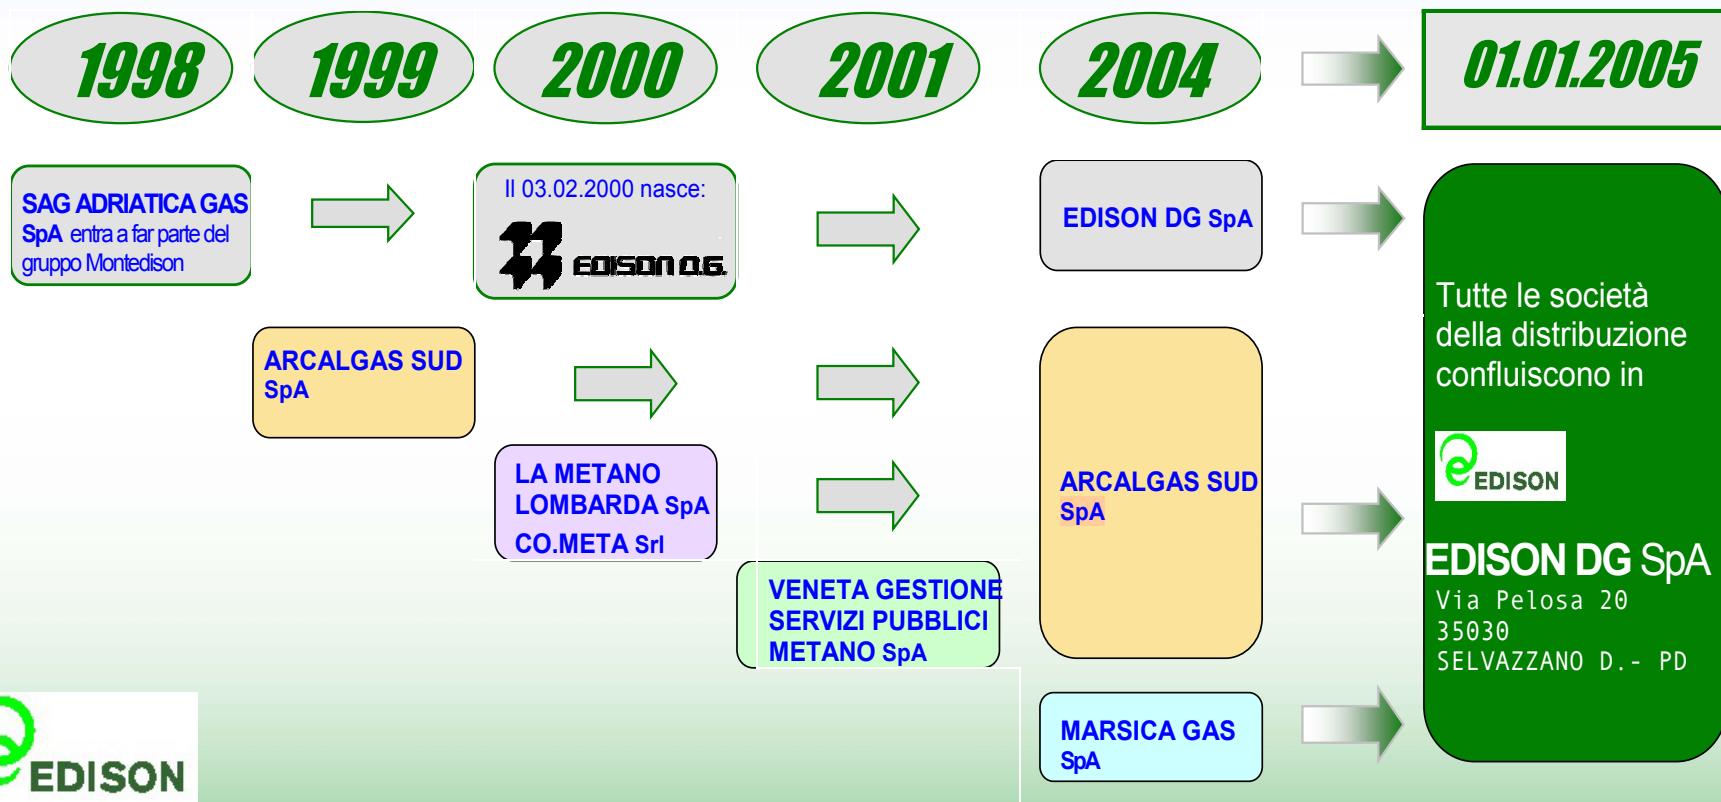 1998
1999
2000
2001
2004
01.01.2005
SAG ADRIATICA GAS
SpA entra a far parte del
gruppo Montedison
Il 03.02.2000 nasce:
EDISON D.G.
EDISON DG SpA
ARCALGAS SUD
SpA
LA METANO
LOMBARDA SpA
CO.META Srl
VENETA GESTIONE
SERVIZI PUBBLICI
METANO SpA
ARCALGAS SUD
SpA
MARSICA GAS
SpA
Tutte le società
della distribuzione
confluiscono in
EDISON
EDISON DG SpA
Via Pelosa 20
35030
SELVAZZANO D.- PD
EDISON